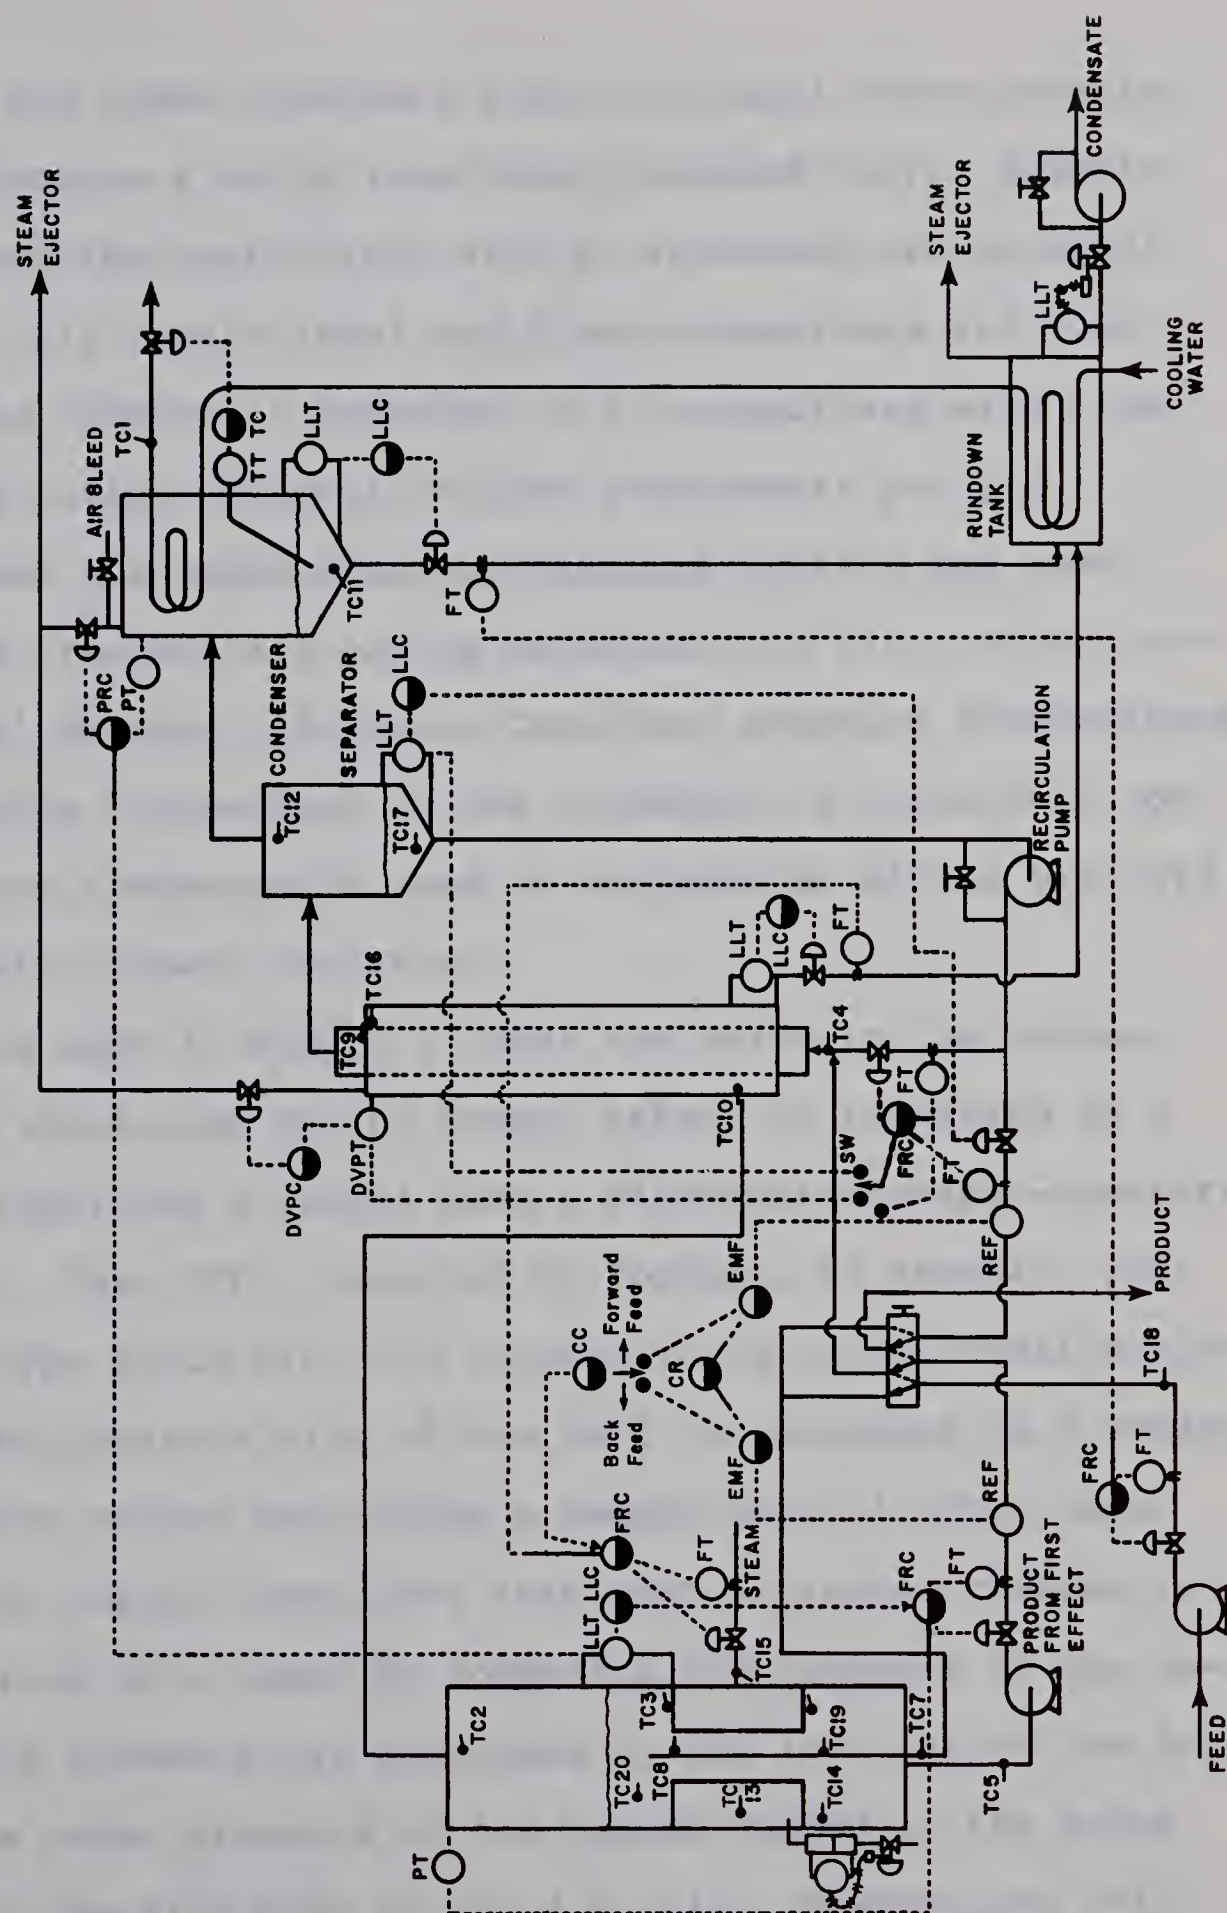 STEAM
EJECTOR
CONDENSATE
STEAM
EJECTOR
TC1
LLT
AIR BLEED
TT
TC
LLT
LLC
RUNDOWN
TANK
COOLING
WATER
TC11
FT
PRC
PT
CONDENSER
SEPARATOR
LLT
LLC
TC12
TC17
RECIRCULATION
PUMP
TC9
TC16
LLT
LLC
FT
TC4
TC10
DVPC
DVPT
SW
FRC
FT
FT
EMF
REF
PRODUCT
CC
Forward
Feed
Back
Feed
CR
EMF
REF
TC18
FRC
FT
FRC
LLC
LLT
FT
STEAM
TC15
FRC
FT
PRODUCT
FROM FIRST
EFFECT
TC2
TC3
TC19
TC7
TC20
TC8
TC
13
TC14
TC5
PT
FEED